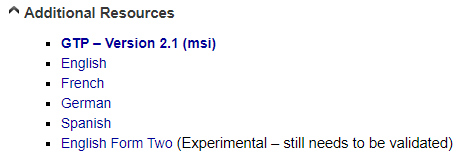 Additional Resources
GTP – Version 2.1 (msi)
English
French
German
Spanish
English Form Two (Experimental – still needs to be validated)